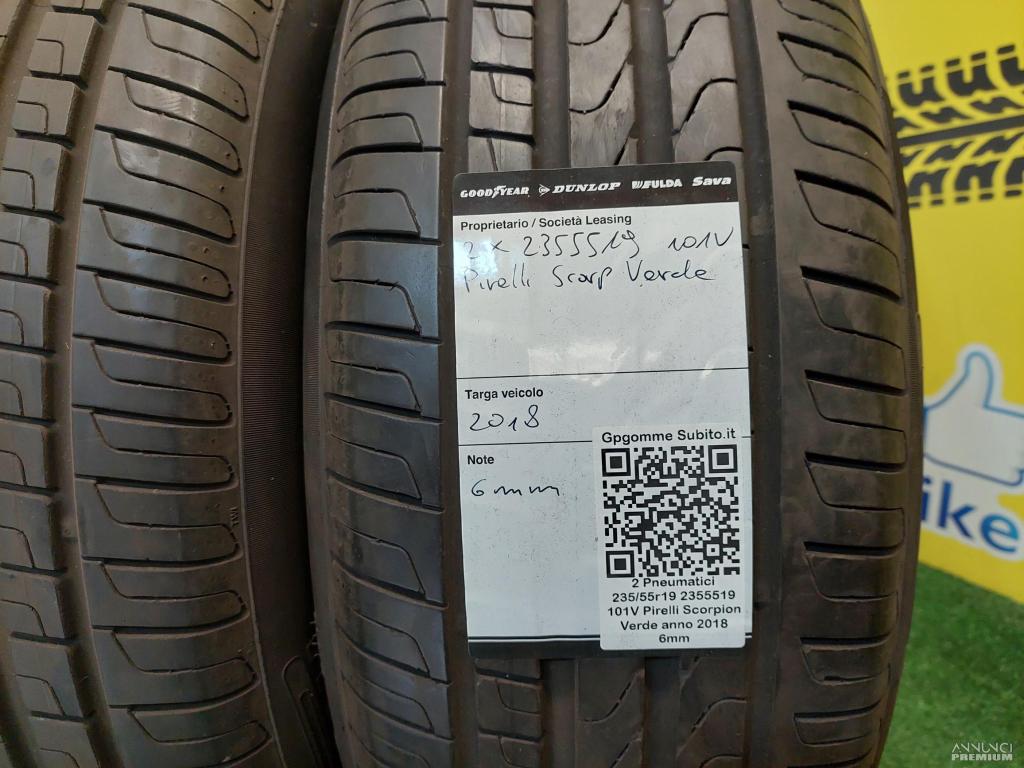 GOODYEAR DUNLOP FULDA Sava
Proprietario / Società Leasing
2 x 2355519 101V
Pirelli Scorp Verde
Targa veicolo
2018
Note
6mm
Gpgomme Subito.it
2 Pneumatici
235/55r19 2355519
101V Pirelli Scorpion
Verde anno 2018
6mm
ike
ANNUNCI
PREMIUM